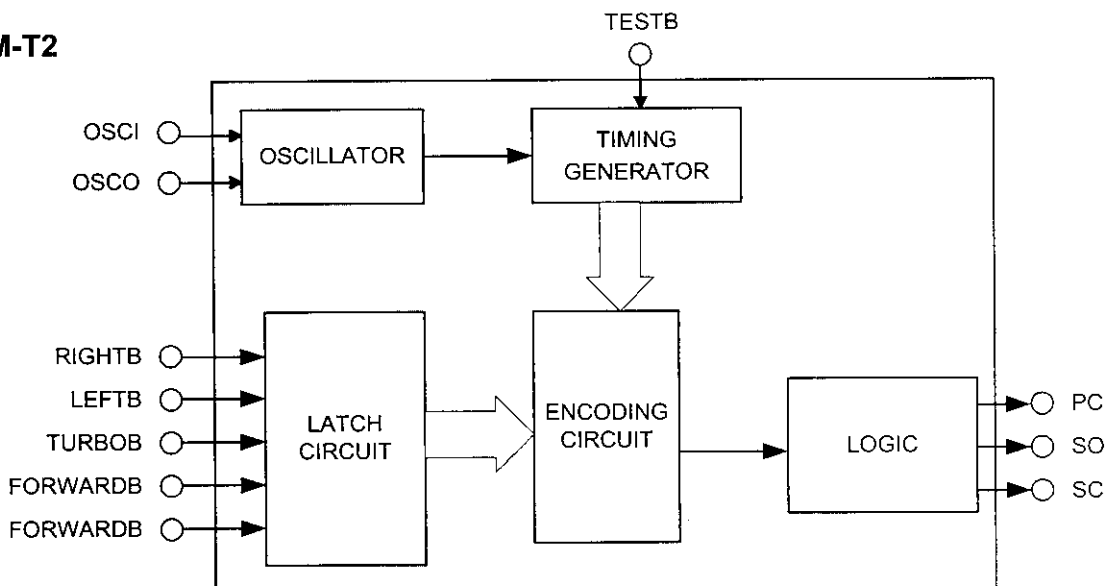 M-T2
TESTB
OSCI
OSCO
OSCILLATOR
TIMING
GENERATOR
RIGHTB
LEFTB
TURBOB
FORWARDB
FORWARDB
LATCH
CIRCUIT
ENCODING
CIRCUIT
LOGIC
PC
SO
SC